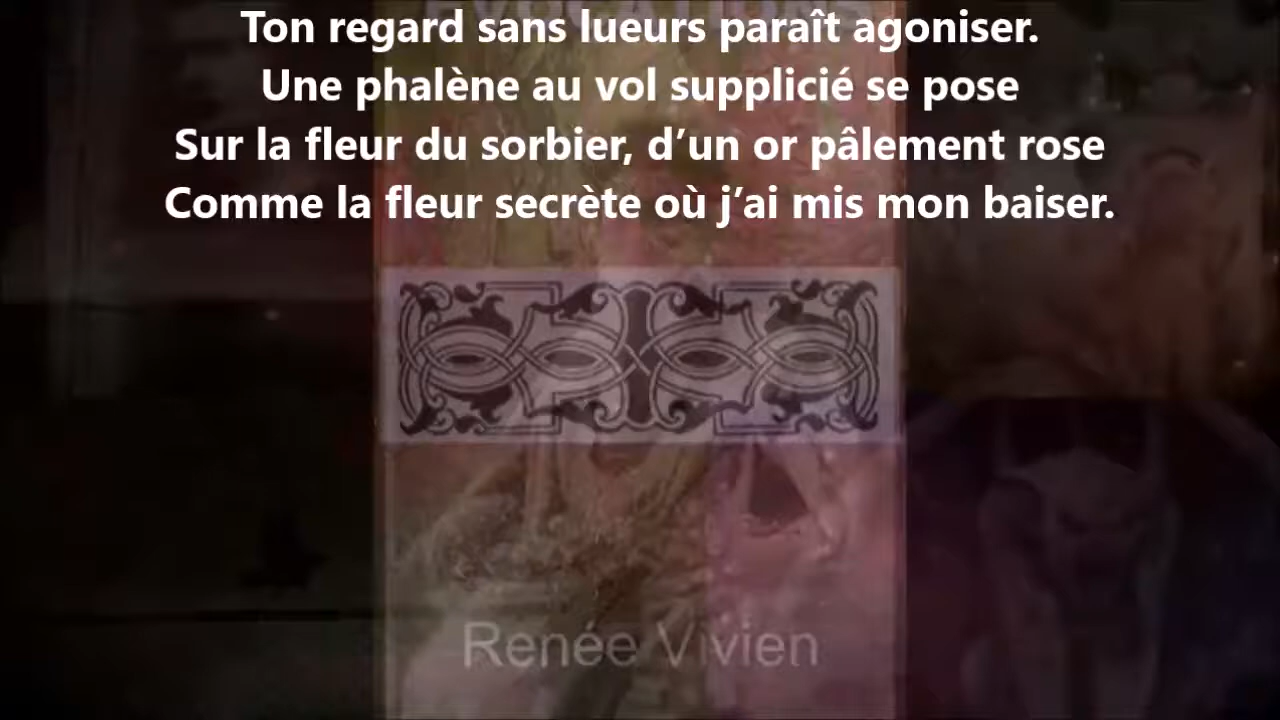 Ton regard sans lueurs paraît agoniser.
Une phalène au vol supplicié se pose
Sur la fleur du sorbier, d’un or pâlement rose
Comme la fleur secrète où j’ai mis mon baiser.
Renée Vivien